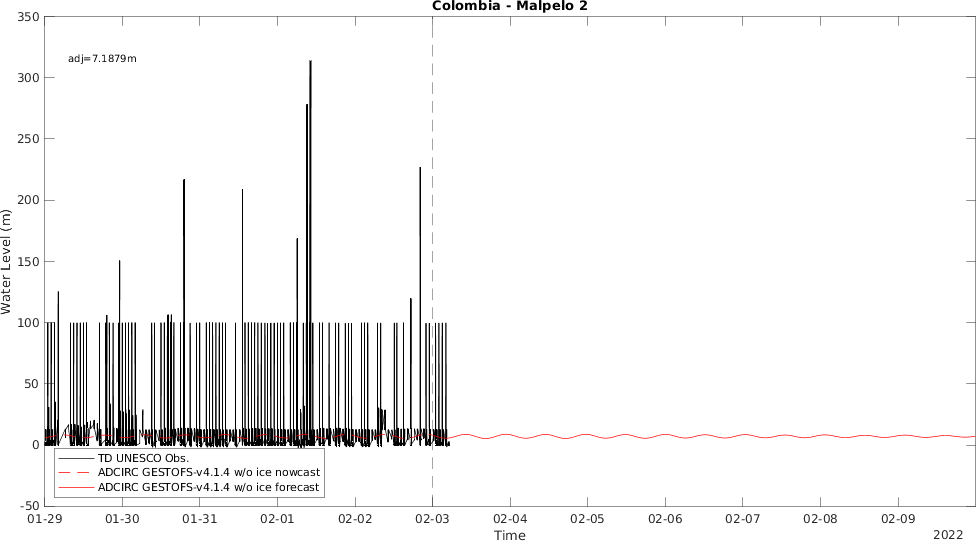 Colombia - Malpelo 2
adj=7.1879m
Water Level (m)
350
300
250
200
150
100
50
0
-50
TD UNESCO Obs.
ADCIRC GESTOFS-v4.1.4 w/o ice nowcast
ADCIRC GESTOFS-v4.1.4 w/o ice forecast
01-29 01-30 01-31 02-01 02-02 02-03 02-04 02-05 02-06 02-07 02-08 02-09
Time
2022